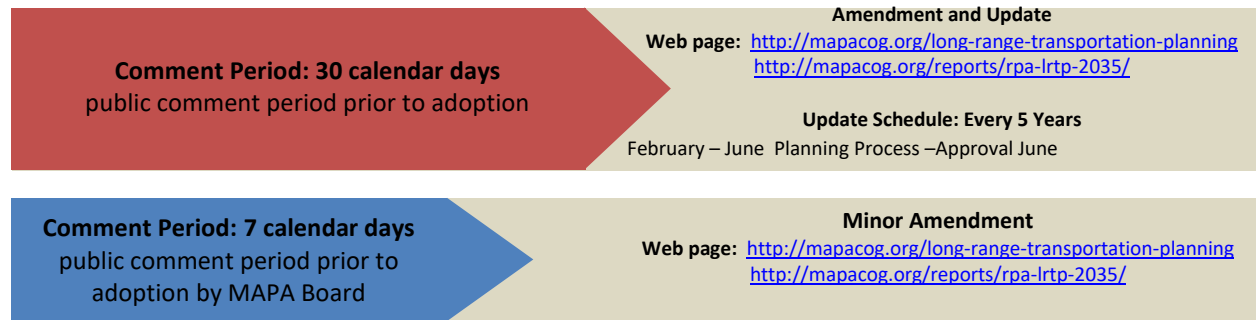 Comment Period: 30 calendar days
public comment period prior to adoption
Amendment and Update
Web page: http://mapacog.org/long-range-transportation-planning
http://mapacog.org/reports/rpa-lrtp-2035/
Update Schedule: Every 5 Years
February – June Planning Process –Approval June
Comment Period: 7 calendar days
public comment period prior to
adoption by MAPA Board
Minor Amendment
Web page: http://mapacog.org/long-range-transportation-planning
http://mapacog.org/reports/rpa-lrtp-2035/